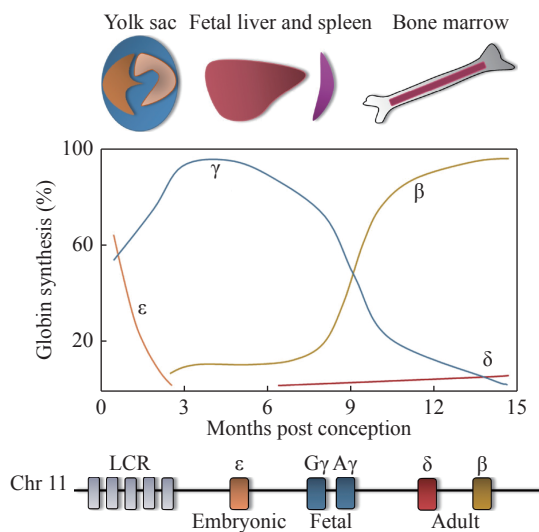 Yolk sac Fetal liver and spleen Bone marrow
100
γ
β
60
ε
20
δ
Globin synthesis (%)
0 3 6 9 12 15
Months post conception
LCR ε Gγ Aγ δ β
Chr 11
Embryonic Fetal Adult